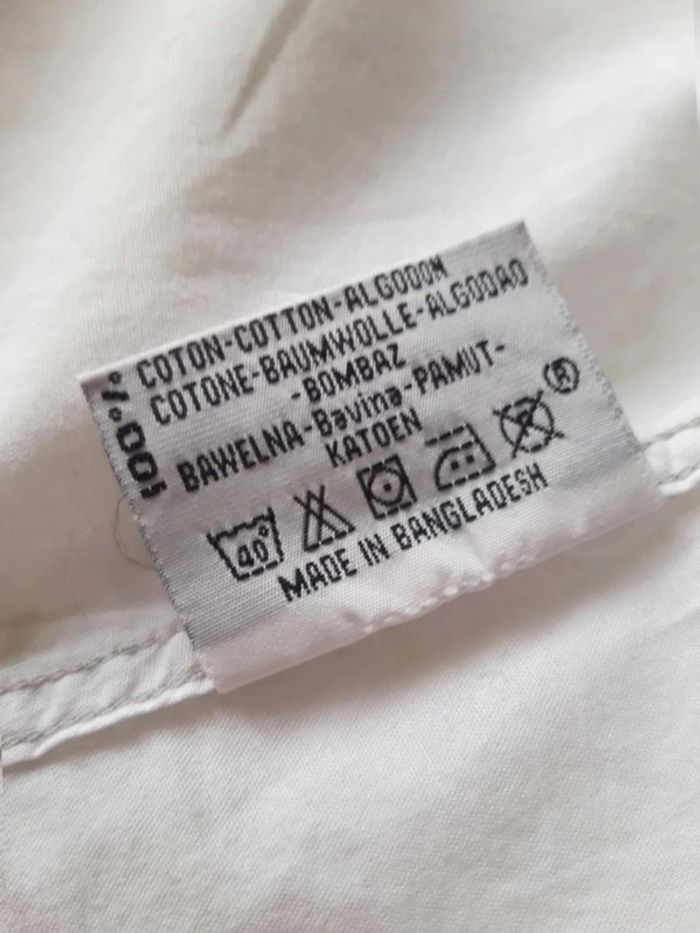 100%
COTON-COTTON-ALGODON
COTONE-BAUMWOLLE-ALGODAO
-BOMBAZ
BAWELNA-Bavina-PAMUT-
KATOEN
40°
P
®
MADE IN BANGLADESH